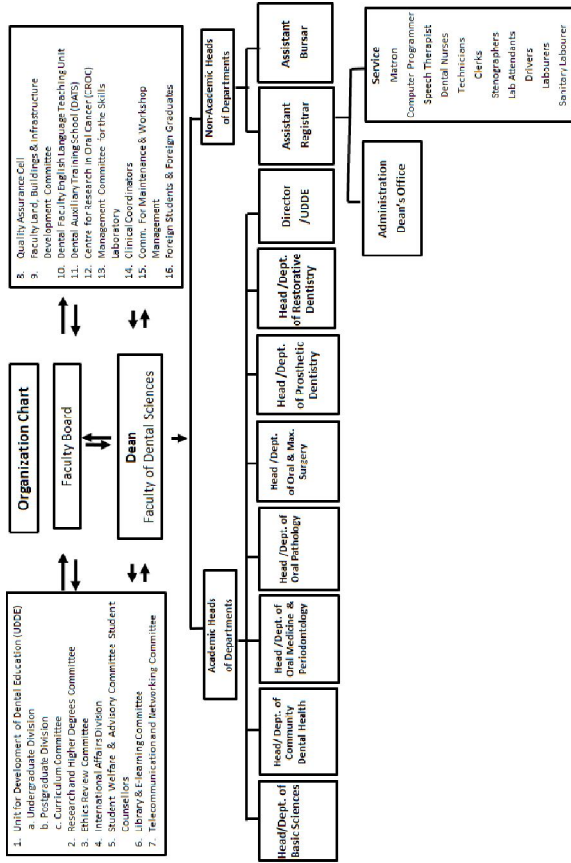 Organization Chart
Faculty Board
Dean
Faculty of Dental Sciences
1. Unit for Development of Dental Education (UDDE)
a. Undergraduate Division
b. Postgraduate Division
c. Curriculum Committee
2. Research and Higher Degrees Committee
3. Ethics Review Committee
4. International Affairs Division
5. Student Welfare & Advisory Committee Student
Counsellors
6. Library & E-learning Committee
7. Telecommunication and Networking Committee
8. Quality Assurance Cell
9. Faculty Land, Buildings & Infrastructure
Development Committee
10. Dental Faculty English Language Teaching Unit
11. Dental Auxiliary Training School (DATS)
12. Centre for Research in Oral Cancer (CROC)
13. Management Committee for the Skills
Laboratory
14. Clinical Coordinators
15. Comm. For Maintenance & Workshop
Management
16. Foreign Students & Foreign Graduates
Academic Heads
of Departments
Non-Academic Heads
of Departments
Head/Dept. of
Basic Sciences
Head/ Dept. of
Community
Dental Health
Head /Dept. of
Oral Medicine &
Periodontology
Head /Dept. of
Oral Pathology
Head /Dept.
of Oral & Max.
Surgery
Head /Dept.
of Prosthetic
Dentistry
Head /Dept.
of Restorative
Dentistry
Director
/UDDE
Assistant
Registrar
Assistant
Bursar
Administration
Dean's Office
Service
Matron
Computer Programmer
Speech Therapist
Dental Nurses
Technicians
Clerks
Stenographers
Lab Attendants
Drivers
Labourers
Sanitary Labourer